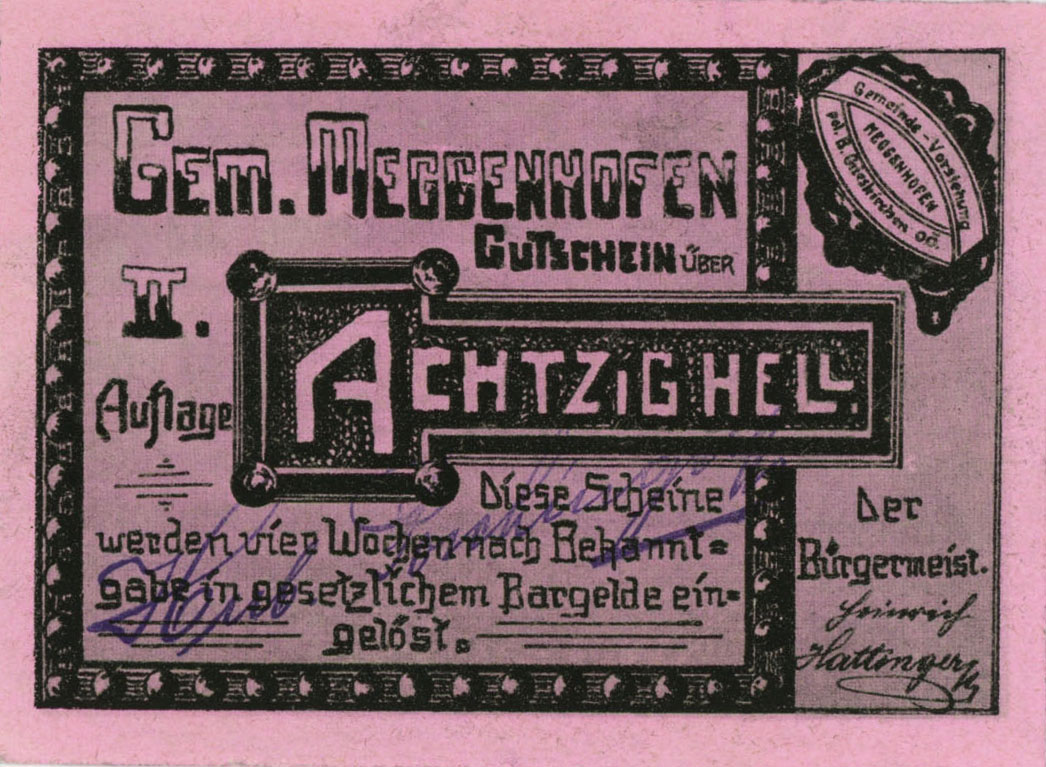 GEM. MEGGENHOFEN
GUTSCHEIN ÜBER
II.
Auflage
ACHTZIG HELL.
Diese Scheine
werden vier Wochen nach Bekannt=
gabe in gesetzlichem Bargelde ein=
gelöst.
Gemeinde-Vorstehung
MEGGENHOFEN
pol. B. Grieskirchen OÖ.
Der
Bürgermeist.
Heinrich
Hattinger